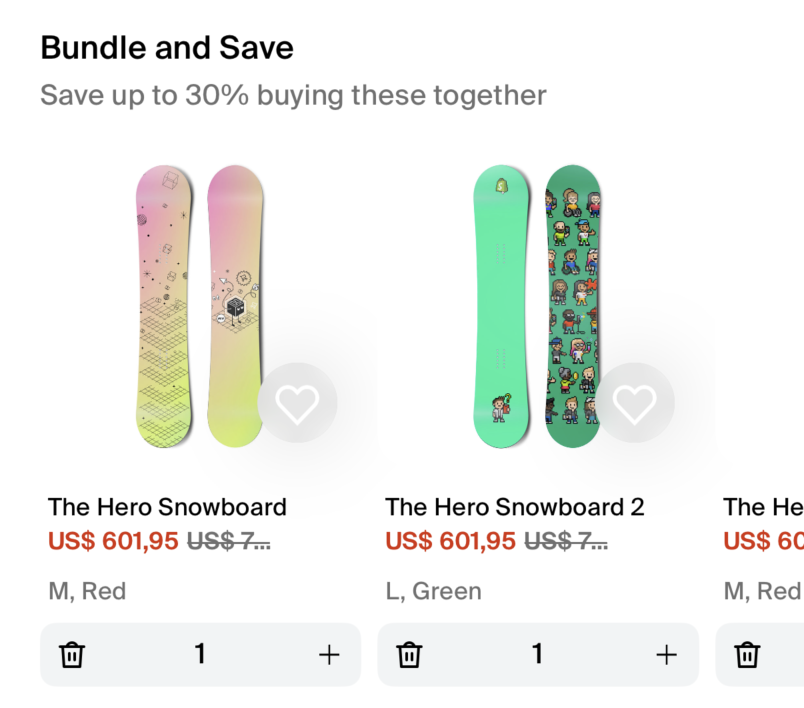 Bundle and Save
Save up to 30% buying these together
The Hero Snowboard
US$ 601,95 US$ 7...
M, Red
1
The Hero Snowboard 2
US$ 601,95 US$ 7...
L, Green
1
The He
US$ 60
M, Red